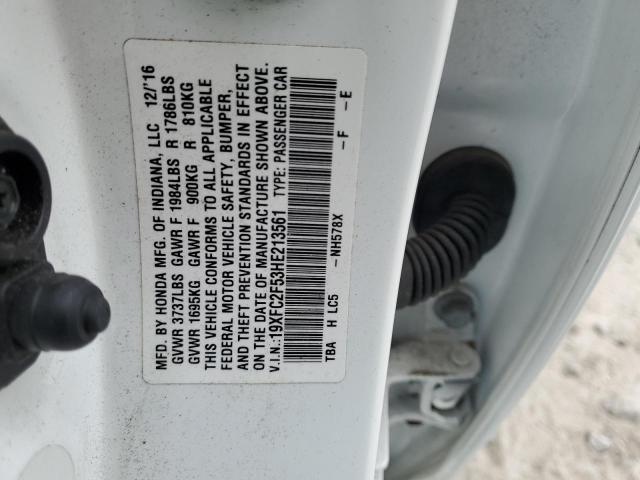 MFD. BY HONDA MFG. OF INDIANA, LLC 12/'16
GVWR 3737LBS GAWR F 1984LBS R 1786LBS
GVWR 1695KG GAWR F 900KG R 810KG
THIS VEHICLE CONFORMS TO ALL APPLICABLE
FEDERAL MOTOR VEHICLE SAFETY, BUMPER,
AND THEFT PREVENTION STANDARDS IN EFFECT
ON THE DATE OF MANUFACTURE SHOWN ABOVE.
V.I.N.: 19XFC2F53HE213561 TYPE: PASSENGER CAR
TBA H LC5 -NH578X -F -E